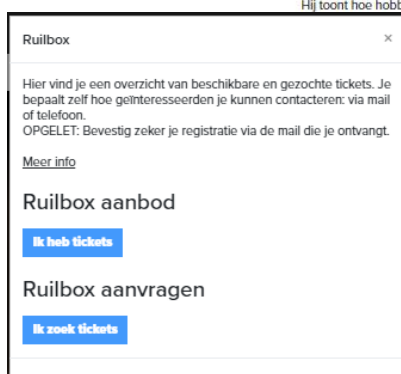 Hij toont hoe hobb
Ruilbox ×
Hier vind je een overzicht van beschikbare en gezochte tickets. Je
bepaalt zelf hoe geïnteresseerden je kunnen contacteren: via mail
of telefoon.
OPGELET: Bevestig zeker je registratie via de mail die je ontvangt.
Meer info
Ruilbox aanbod
Ik heb tickets
Ruilbox aanvragen
Ik zoek tickets